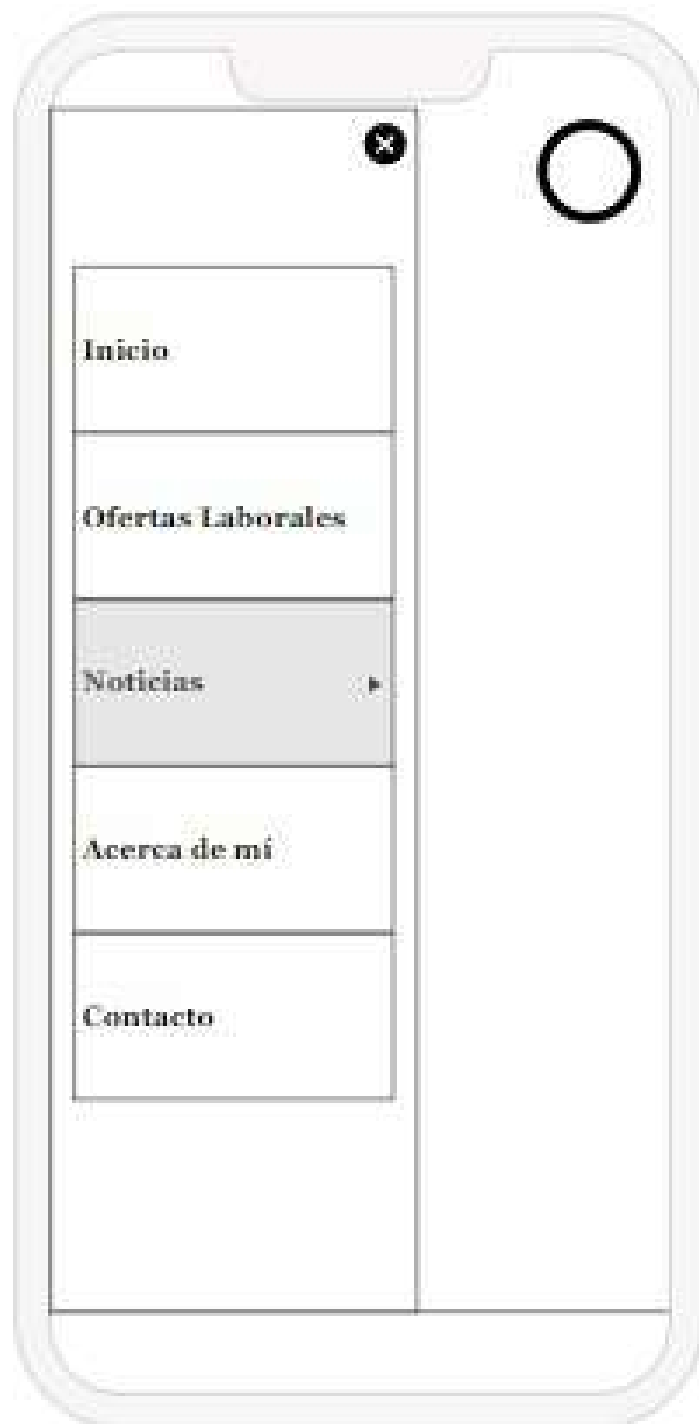 Inicio
Ofertas Laborales
Noticias
Acerca de mí
Contacto